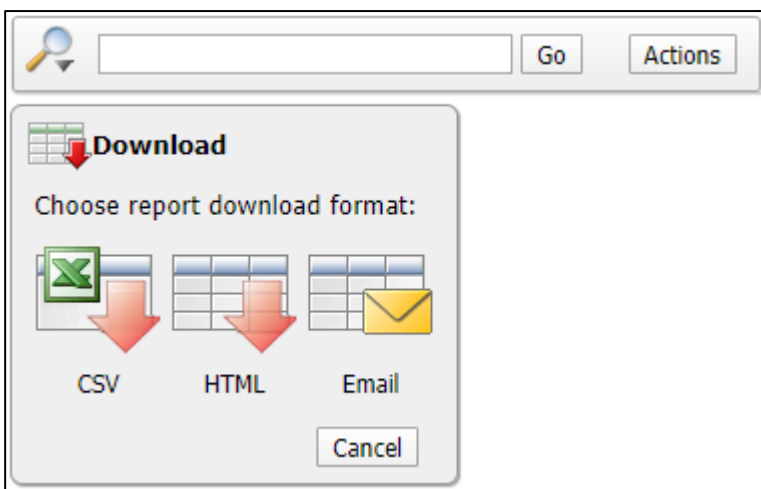 Go Actions
Download
Choose report download format:
CSV HTML Email
Cancel